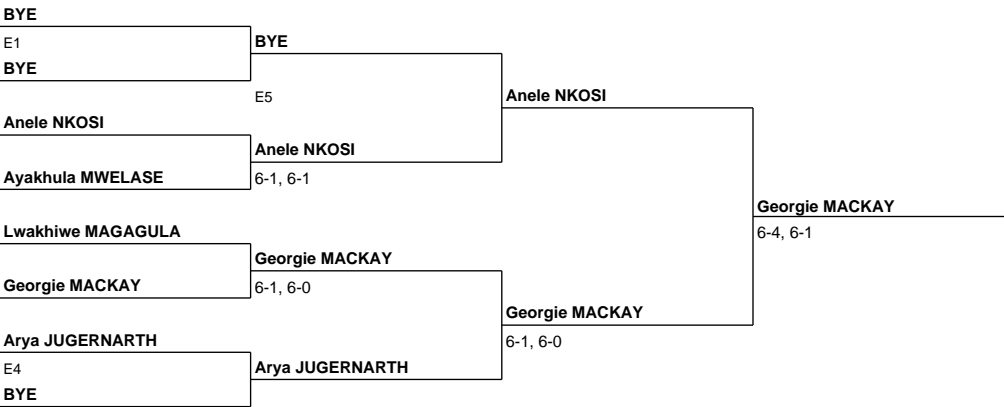 BYE
E1
BYE
BYE
E5
Anele NKOSI
Anele NKOSI
Anele NKOSI
6-1, 6-1
Ayakhula MWELASE
Georgie MACKAY
6-4, 6-1
Lwakhiwe MAGAGULA
Georgie MACKAY
6-1, 6-0
Georgie MACKAY
Georgie MACKAY
6-1, 6-0
Arya JUGERNARTH
E4
Arya JUGERNARTH
BYE